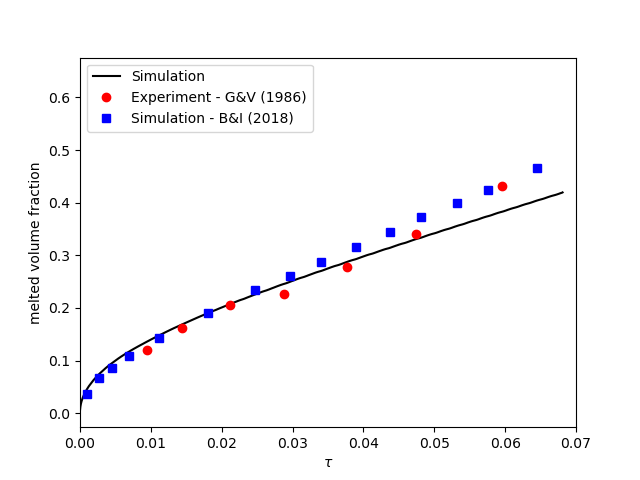 Simulation
Experiment - G&V (1986)
Simulation - B&I (2018)
melted volume fraction
0.6
0.5
0.4
0.3
0.2
0.1
0.0
0.00 0.01 0.02 0.03 0.04 0.05 0.06 0.07
τ